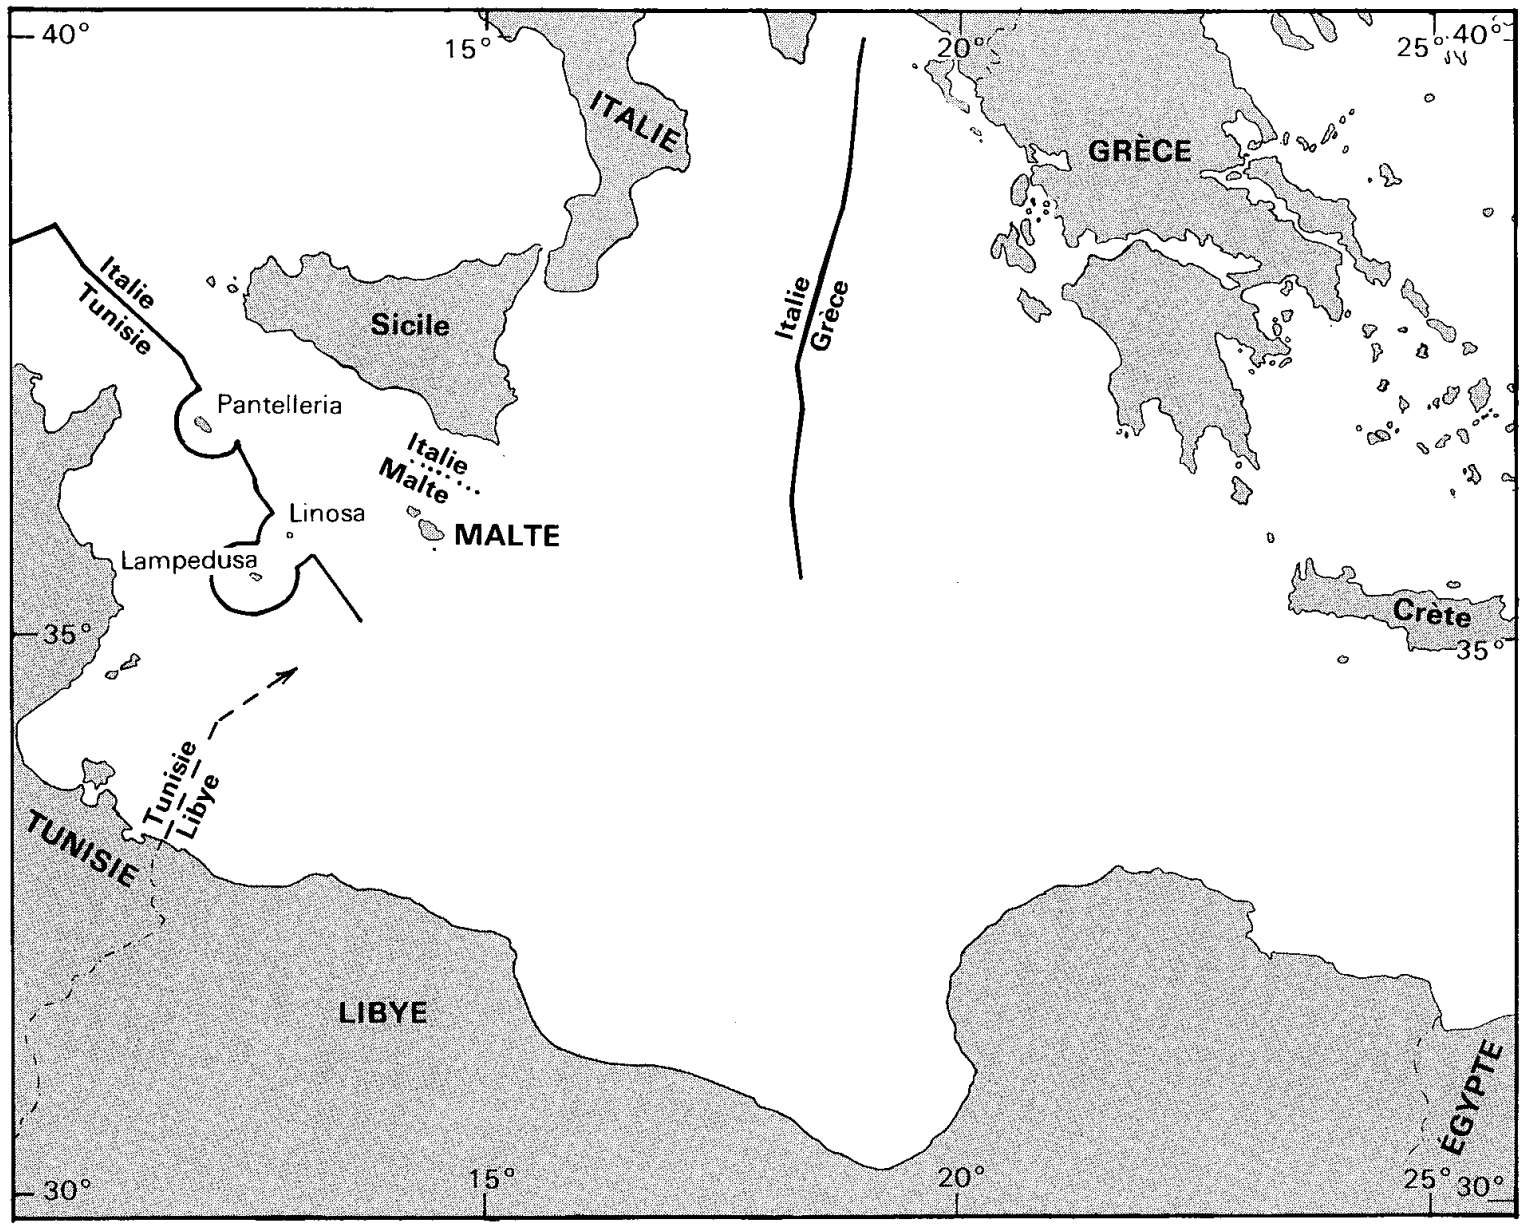 40°
15°
20°
25°
40°
ITALIE
GRÈCE
Italie
Tunisie
Sicile
Italie
Grèce
Pantelleria
Italie
Malte
Linosa
MALTE
Lampedusa
Crète
35°
35°
Tunisie
Libye
TUNISIE
LIBYE
ÉGYPTE
30°
15°
20°
25°
30°